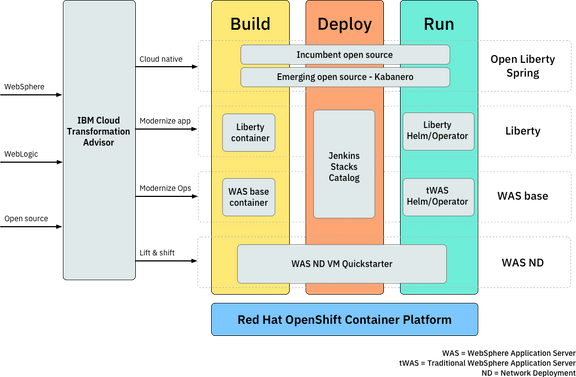 Build
Deploy
Run
Cloud native
Incumbent open source
Emerging open source - Kabanero
Open Liberty
Spring
WebSphere
WebLogic
Open source
IBM Cloud
Transformation
Advisor
Modernize app
Liberty
container
Jenkins
Stacks
Catalog
Liberty
Helm/Operator
Liberty
Modernize Ops
WAS base
container
tWAS
Helm/Operator
WAS base
Lift & shift
WAS ND VM Quickstarter
WAS ND
Red Hat OpenShift Container Platform
WAS = WebSphere Application Server
tWAS = Traditional WebSphere Application Server
ND = Network Deployment